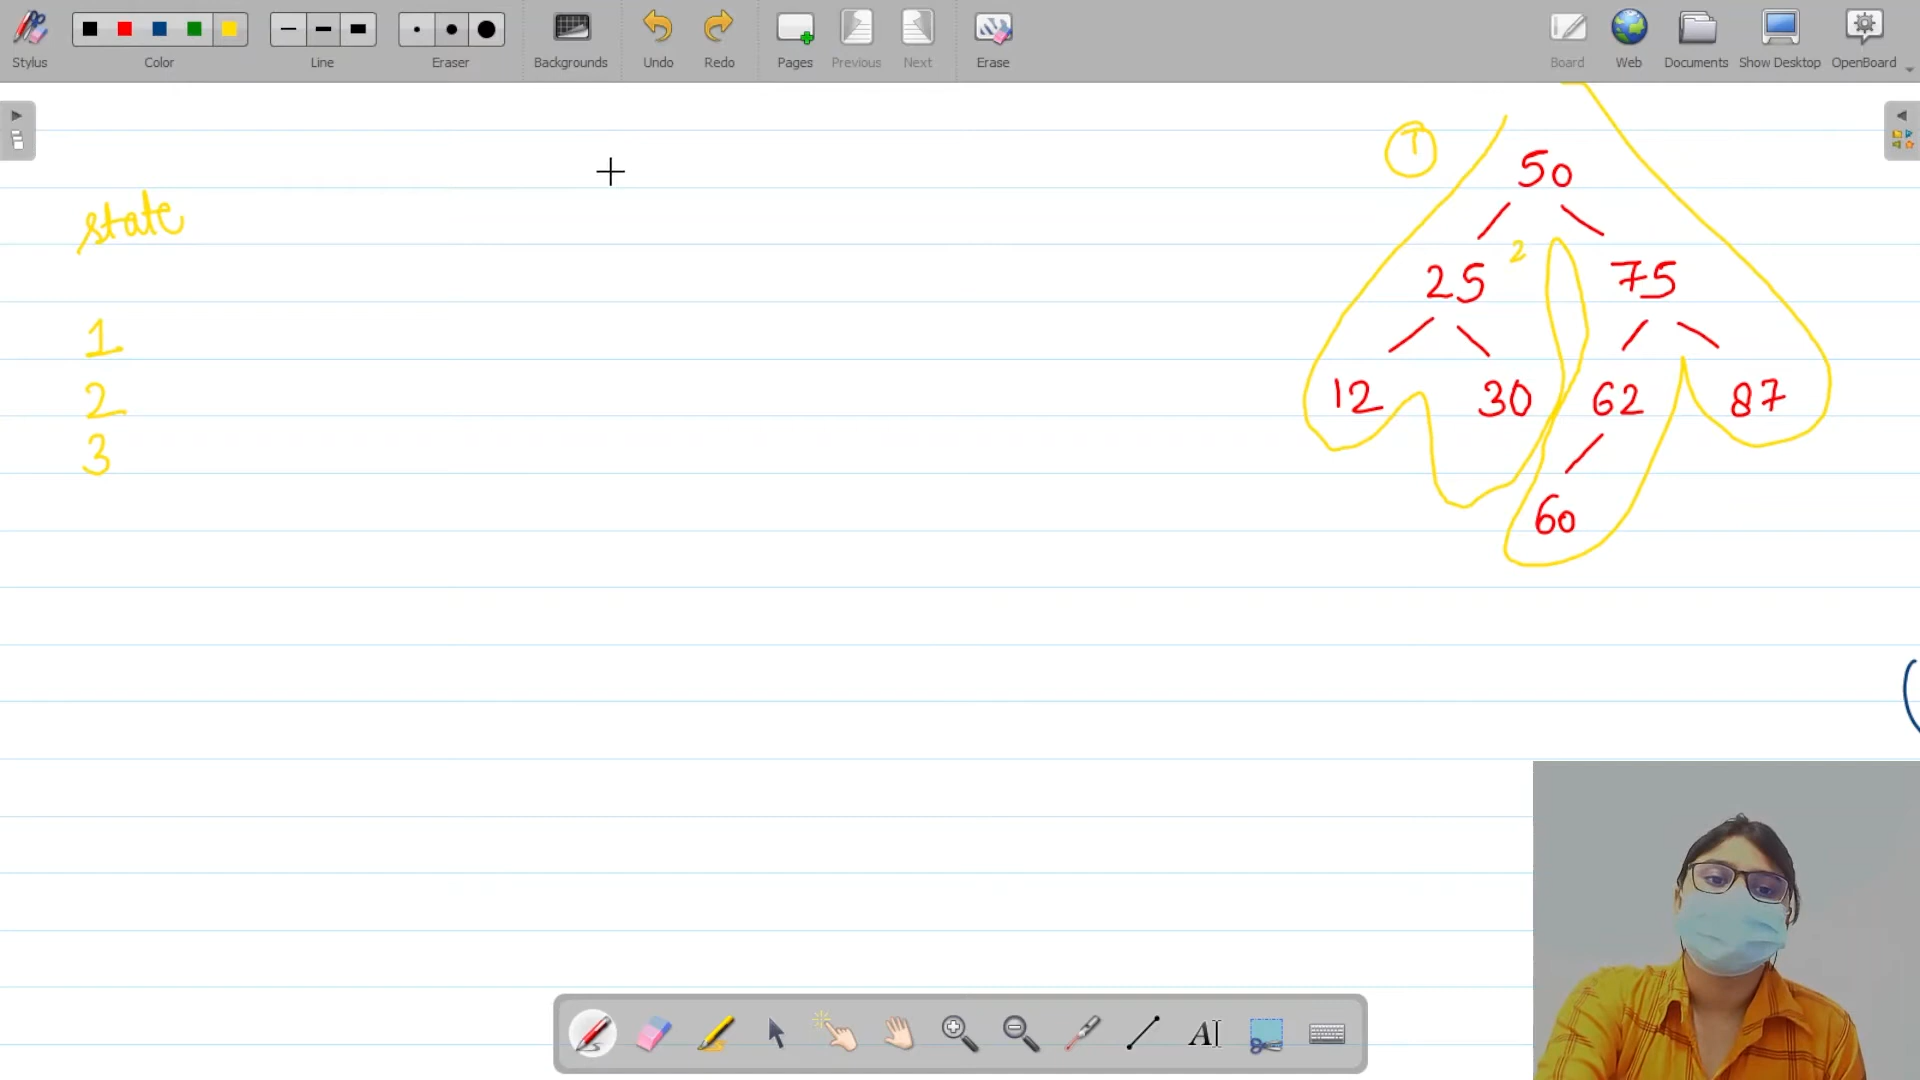 Stylus Color Line Eraser Backgrounds Undo Redo Pages Previous Next Erase Board Web Documents Show Desktop OpenBoard
1
50
state
2
25 75
1
2
12 30 62 87
3
60